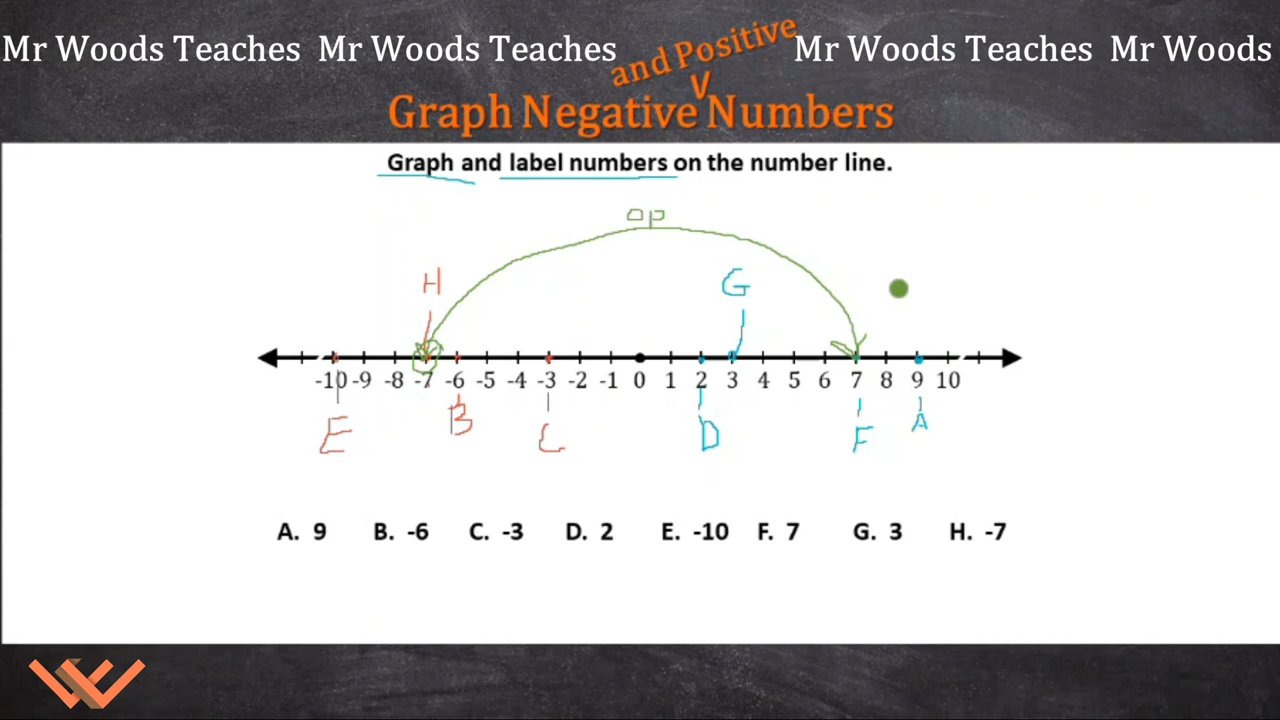 Mr Woods Teaches Mr Woods Teaches and Positive Mr Woods Teaches Mr Woods
Graph Negative V Numbers
Graph and label numbers on the number line.
op
H G
-10 -9 -8 -7 -6 -5 -4 -3 -2 -1 0 1 2 3 4 5 6 7 8 9 10
E B C D F A
A. 9 B. -6 C. -3 D. 2 E. -10 F. 7 G. 3 H. -7